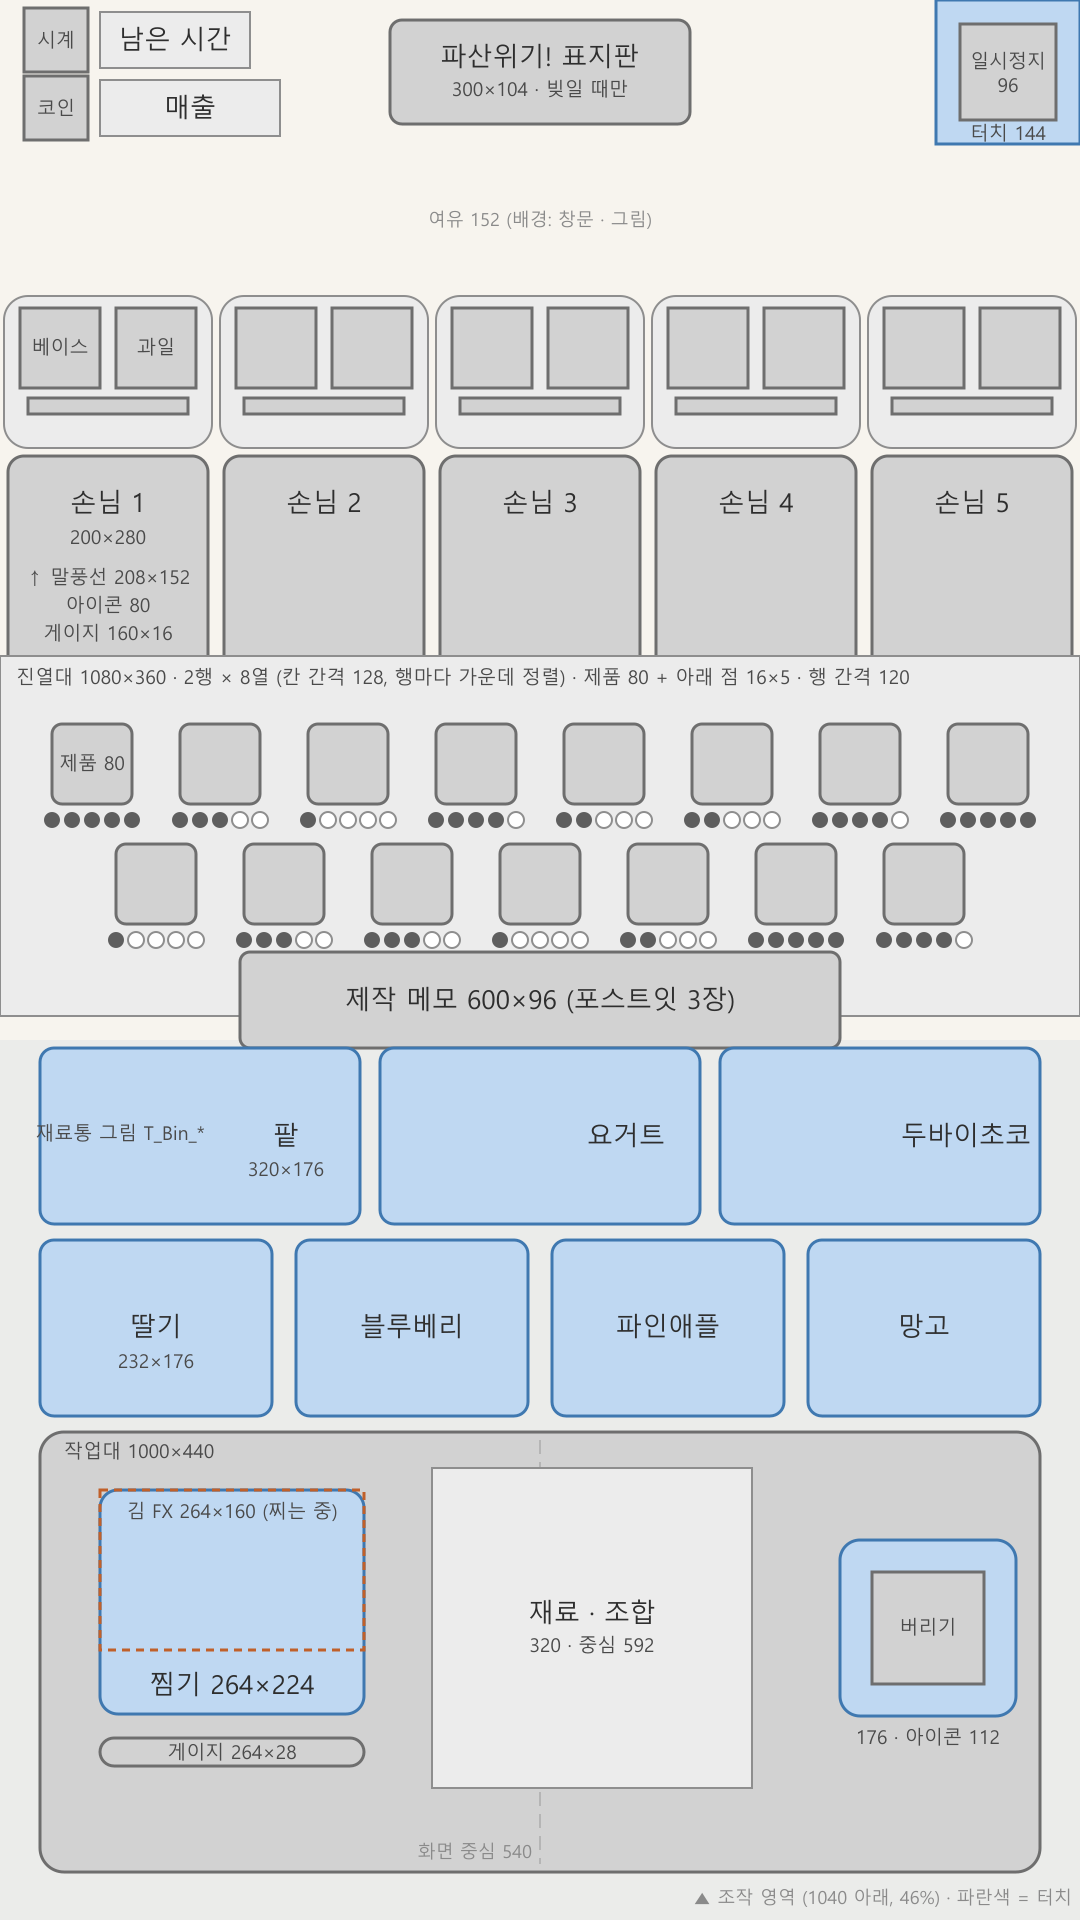 시계
남은 시간
코인
매출
파산위기! 표지판
300×104 · 빚일 때만
일시정지
96
터치 144
여유 152 (배경: 창문 · 그림)
베이스
과일
손님 1
200×280
↑ 말풍선 208×152
아이콘 80
게이지 160×16
손님 2
손님 3
손님 4
손님 5
진열대 1080×360 · 2행 × 8열 (칸 간격 128, 행마다 가운데 정렬) · 제품 80 + 아래 점 16×5 · 행 간격 120
제품 80
제작 메모 600×96 (포스트잇 3장)
재료통 그림 T_Bin_*
팥
320×176
요거트
두바이초코
딸기
232×176
블루베리
파인애플
망고
작업대 1000×440
김 FX 264×160 (찌는 중)
찜기 264×224
게이지 264×28
재료 · 조합
320 · 중심 592
버리기
176 · 아이콘 112
화면 중심 540
▲ 조작 영역 (1040 아래, 46%) · 파란색 = 터치